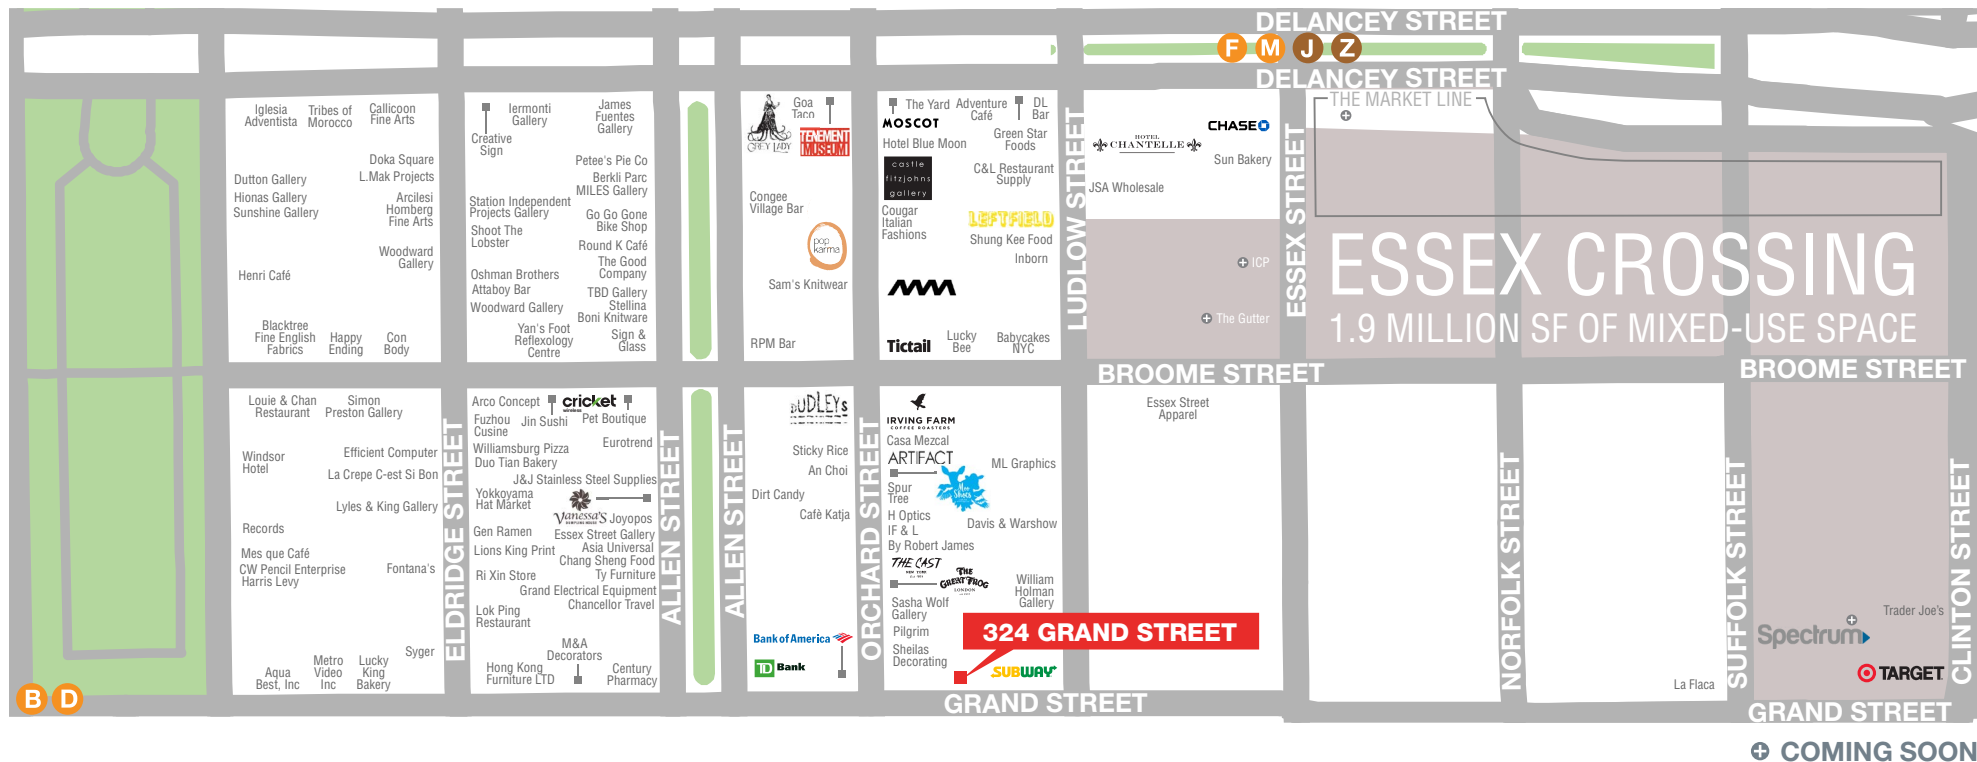 DELANCEY STREET
F M J Z
DELANCEY STREET
THE MARKET LINE
Iglesia
Adventista
Tribes of
Morocco
Callicoon
Fine Arts
Doka Square
L.Mak Projects
Dutton Gallery
Hionas Gallery
Sunshine Gallery
Arcilesi
Homberg
Fine Arts
Woodward
Gallery
Henri Café
Blacktree
Fine English
Fabrics
Happy
Ending
Con
Body
Creative
Sign
Iermonti
Gallery
James
Fuentes
Gallery
Petee's Pie Co
Berkli Parc
MILES Gallery
Station Independent
Projects Gallery
Go Go Gone
Bike Shop
Shoot The
Lobster
Round K Café
The Good
Company
Oshman Brothers
Attaboy Bar
TBD Gallery
Stellina
Boni Knitware
Woodward Gallery
Yan's Foot
Reflexology
Centre
Sign &
Glass
GREY LADY
Goa
Taco
TENEMENT
MUSEUM
Congee
Village Bar
pop
karma
Sam's Knitwear
RPM Bar
The Yard
MOSCOT
Adventure
Café
DL
Bar
Hotel Blue Moon
Green Star
Foods
castle
fitzjohns
gallery
C&L Restaurant
Supply
Cougar
Italian
Fashions
LEFTFIELD
Shung Kee Food
Inborn
Tictail
Lucky
Bee
Babycakes
NYC
LUDLOW STREET
HOTEL
CHANTELLE
CHASE
Sun Bakery
JSA Wholesale
ICP
The Gutter
ESSEX STREET
ESSEX CROSSING
1.9 MILLION SF OF MIXED-USE SPACE
BROOME STREET
BROOME STREET
Louie & Chan
Restaurant
Simon
Preston Gallery
Efficient Computer
Windsor
Hotel
La Crepe C-est Si Bon
Lyles & King Gallery
Records
Mes que Café
CW Pencil Enterprise
Harris Levy
Fontana's
Syger
Aqua
Best, Inc
Metro
Video
Inc
Lucky
King
Bakery
ELDRIDGE STREET
Arco Concept
cricket
wireless
Fuzhou
Cusine
Jin Sushi
Pet Boutique
Eurotrend
Williamsburg Pizza
Duo Tian Bakery
J&J Stainless Steel Supplies
Yokkoyama
Hat Market
VANESSA'S
DUMPLING HOUSE
Joyopos
Gen Ramen
Essex Street Gallery
Asia Universal
Lions King Print
Chang Sheng Food
Ri Xin Store
Ty Furniture
Grand Electrical Equipment
Chancellor Travel
Lok Ping
Restaurant
M&A
Decorators
Hong Kong
Furniture LTD
Century
Pharmacy
ALLEN STREET
ALLEN STREET
DUDLEYs
Sticky Rice
An Choi
Dirt Candy
Cafè Katja
Bank of America
TD Bank
ORCHARD STREET
IRVING FARM
COFFEE ROASTERS
Casa Mezcal
ARTIFACT
ML Graphics
Spur
Tree
Moo
Shoes
H Optics
IF & L
Davis & Warshow
By Robert James
THE CAST
NEW YORK
THE
GREAT FROG
LONDON
William
Holman
Gallery
Sasha Wolf
Gallery
Pilgrim
Sheilas
Decorating
324 GRAND STREET
SUBWAY
Essex Street
Apparel
NORFOLK STREET
La Flaca
SUFFOLK STREET
Trader Joe's
Spectrum
TARGET
CLINTON STREET
B D
GRAND STREET
GRAND STREET
COMING SOON